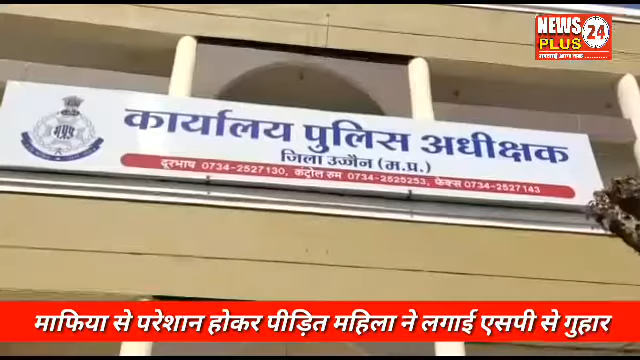 NEWS
PLUS
24
कार्यालय पुलिस अधीक्षक
जिला उज्जैन (म.प्र.)
दूरभाष 0734-2527130, कंट्रोल रुम 0734-2525253, फेक्स 0734-2527143
माफिया से परेशान होकर पीड़ित महिला ने लगाई एसपी से गुहार